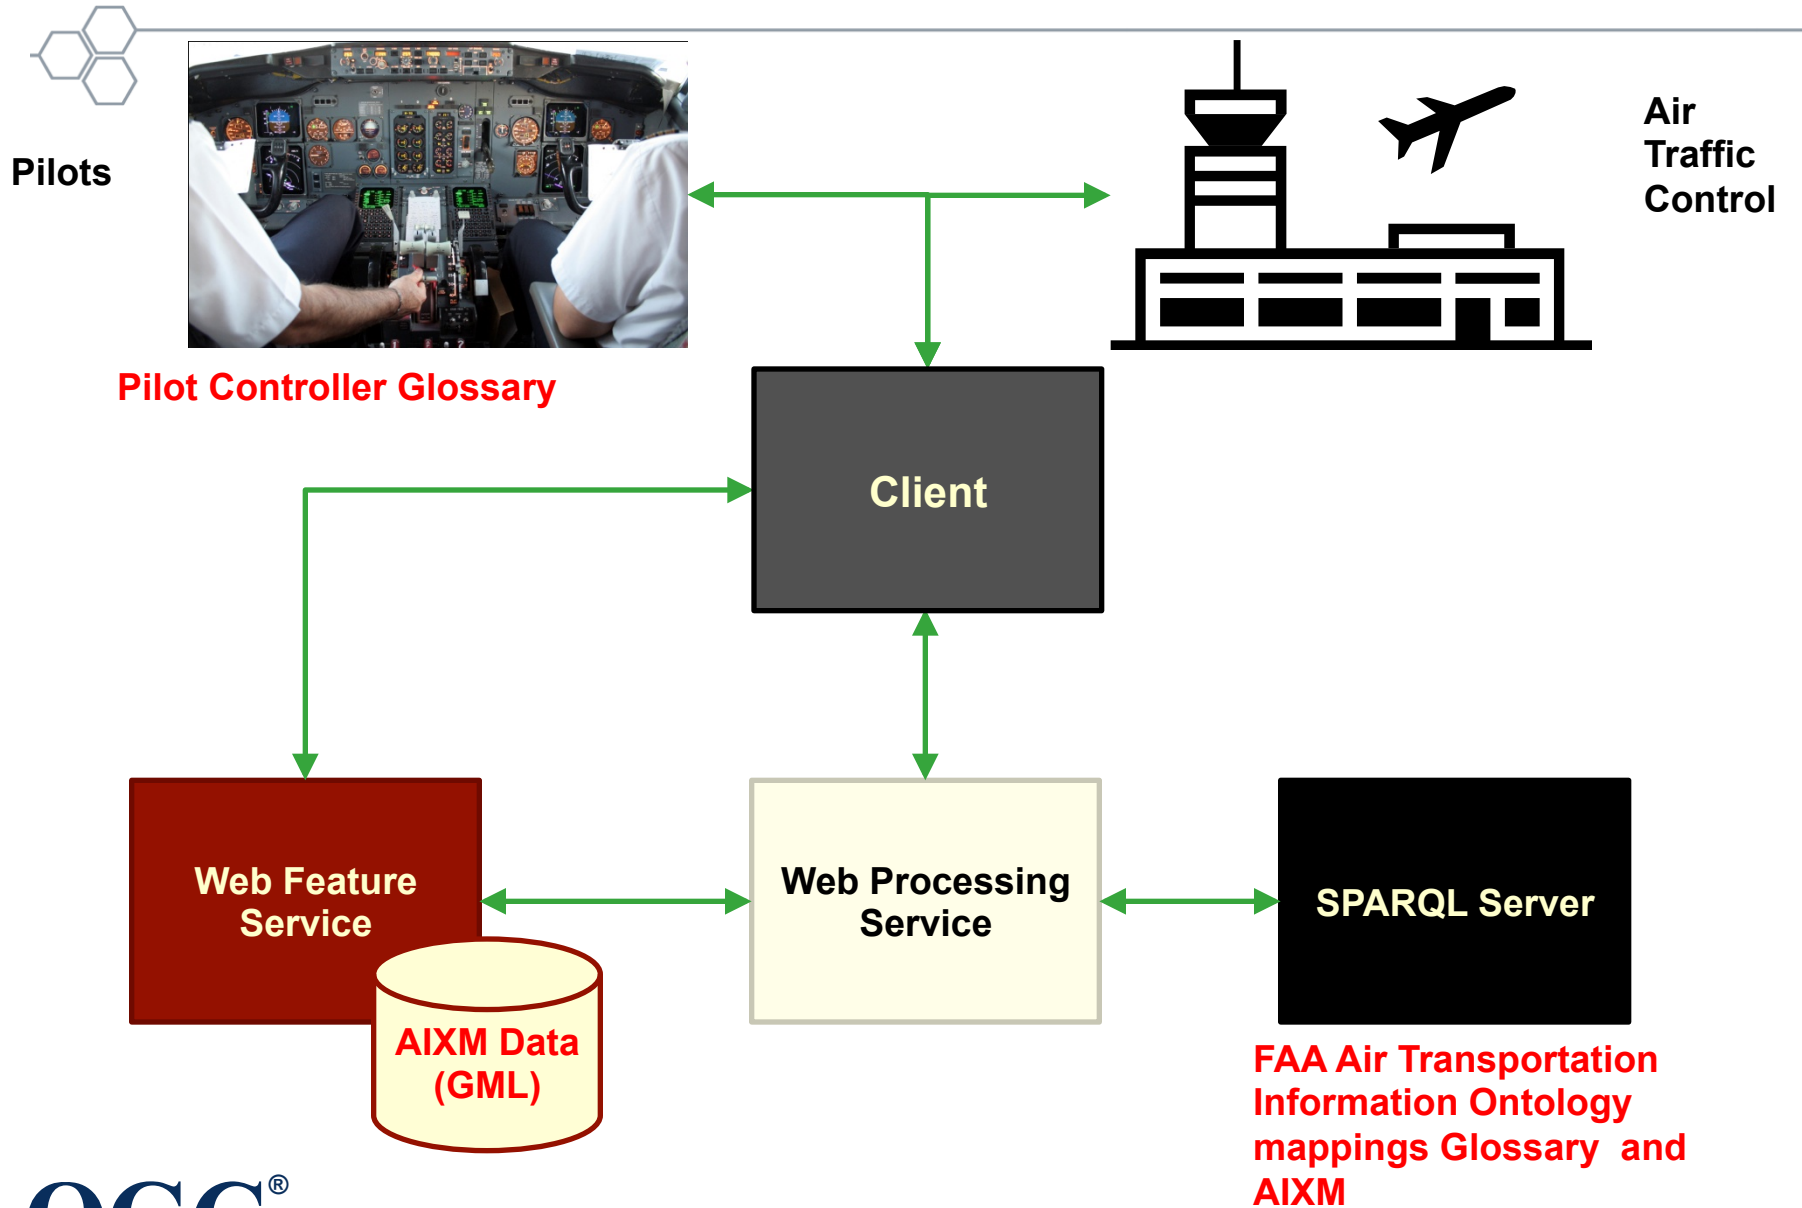 Pilots
Air
Traffic
Control
Pilot Controller Glossary
Client
Web Feature
Service
Web Processing
Service
SPARQL Server
AIXM Data
(GML)
FAA Air Transportation
Information Ontology
mappings Glossary  and
AIXM
OGC®